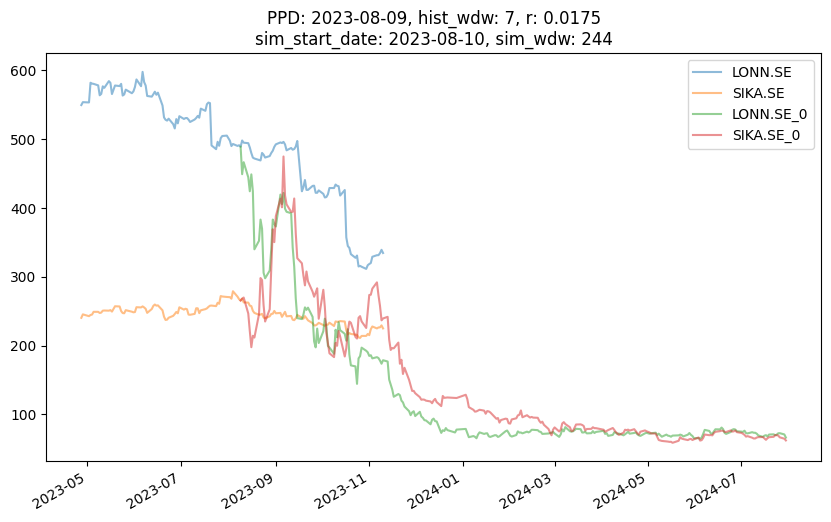 PPD: 2023-08-09, hist_wdw: 7, r: 0.0175
sim_start_date: 2023-08-10, sim_wdw: 244
LONN.SE
SIKA.SE
LONN.SE_0
SIKA.SE_0
600
500
400
300
200
100
2023-05
2023-07
2023-09
2023-11
2024-01
2024-03
2024-05
2024-07